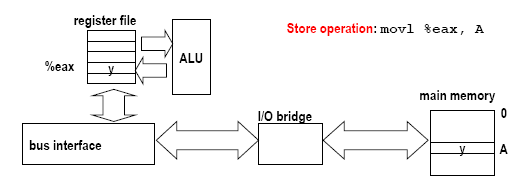 register file
Store operation: movl %eax, A
ALU
%eax
y
main memory
I/O bridge
0
bus interface
y
A